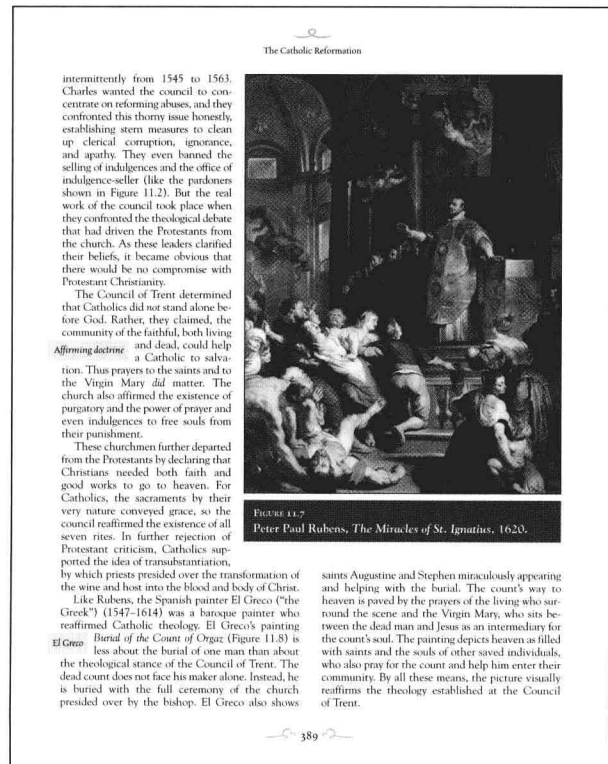 The Catholic Reformation
intermittently from 1545 to 1563.
Charles wanted the council to con-
centrate on reforming abuses, and they
confronted this thorny issue honestly,
establishing stern measures to clean
up clerical corruption, ignorance,
and apathy. They even banned the
selling of indulgences and the office of
indulgence-seller (like the pardoners
shown in Figure 11.2). But the real
work of the council took place when
they confronted the theological debate
that had driven the Protestants from
the church. As these leaders clarified
their beliefs, it became obvious that
there would be no compromise with
Protestant Christianity.
The Council of Trent determined
that Catholics did not stand alone be-
fore God. Rather, they claimed, the
community of the faithful, both living
Affirming doctrine
and dead, could help
a Catholic to salva-
tion. Thus prayers to the saints and to
the Virgin Mary did matter. The
church also affirmed the existence of
purgatory and the power of prayer and
even indulgences to free souls from
their punishment.
These churchmen further departed
from the Protestants by declaring that
Christians needed both faith and
good works to go to heaven. For
Catholics, the sacraments by their
very nature conveyed grace, so the
council reaffirmed the existence of all
seven rites. In further rejection of
Protestant criticism, Catholics sup-
ported the idea of transubstantiation,
by which priests presided over the transformation of
the wine and host into the blood and body of Christ.
Like Rubens, the Spanish painter El Greco ("the
Greek") (1547–1614) was a baroque painter who
reaffirmed Catholic theology. El Greco's painting
El Greco
Burial of the Count of Orgaz (Figure 11.8) is
less about the burial of one man than about
the theological stance of the Council of Trent. The
dead count does not face his maker alone. Instead, he
is buried with the full ceremony of the church
presided over by the bishop. El Greco also shows
FIGURE 11.7
Peter Paul Rubens, The Miracles of St. Ignatius, 1620.
saints Augustine and Stephen miraculously appearing
and helping with the burial. The count's way to
heaven is paved by the prayers of the living who sur-
round the scene and the Virgin Mary, who sits be-
tween the dead man and Jesus as an intermediary for
the count's soul. The painting depicts heaven as filled
with saints and the souls of other saved individuals,
who also pray for the count and help him enter their
community. By all these means, the picture visually
reaffirms the theology established at the Council
of Trent.
389